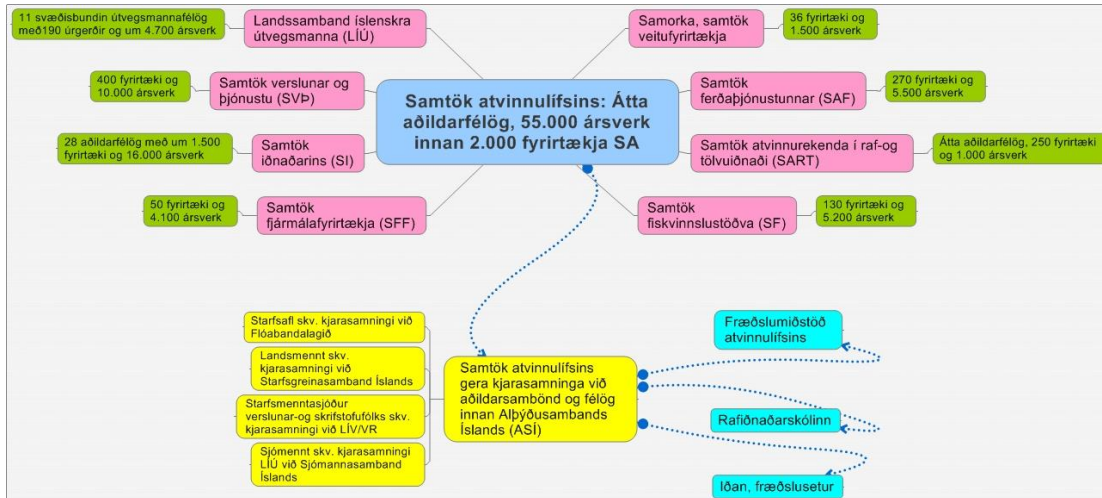 11 svæðisbundin útvegsmannafélög
með190 úrgerðir og um 4.700 ársverk
Landssamband íslenskra
útvegsmanna (LÍÚ)
Samorka, samtök
veitufyrirtækja
36 fyrirtæki og
1.500 ársverk
400 fyrirtæki og
10.000 ársverk
Samtök verslunar og
þjónustu (SVÞ)
Samtök atvinnulífsins: Átta
aðildarfélög, 55.000 ársverk
innan 2.000 fyrirtækja SA
Samtök
ferðaþjónustunnar (SAF)
270 fyrirtæki og
5.500 ársverk
28 aðildarfélög með um 1.500
fyrirtæki og 16.000 ársverk
Samtök
iðnaðarins (SI)
Samtök atvinnurekenda í raf-og
tölvuiðnaði (SART)
Átta aðildarfélög, 250 fyrirtæki
og 1.000 ársverk
50 fyrirtæki og
4.100 ársverk
Samtök
fjármálafyrirtækja (SFF)
Samtök
fiskvinnslustöðva (SF)
130 fyrirtæki og
5.200 ársverk
Starfsafl skv. kjarasamningi við
Flóabandalagið
Landsmennt skv.
kjarasamningi við
Starfsgreinasamband Íslands
Starfsmenntasjóður
verslunar-og skrifstofufólks skv.
kjarasamningi við LÍV/VR
Sjómennt skv. kjarasamningi
LÍÚ við Sjómannasamband
Íslands
Samtök atvinnulífsins
gera kjarasamninga við
aðildarsambönd og félög
innan Alþýðusambands
Íslands (ASÍ)
Fræðslumiðstöð
atvinnulífsins
Rafiðnaðarskólinn
Iðan, fræðslusetur